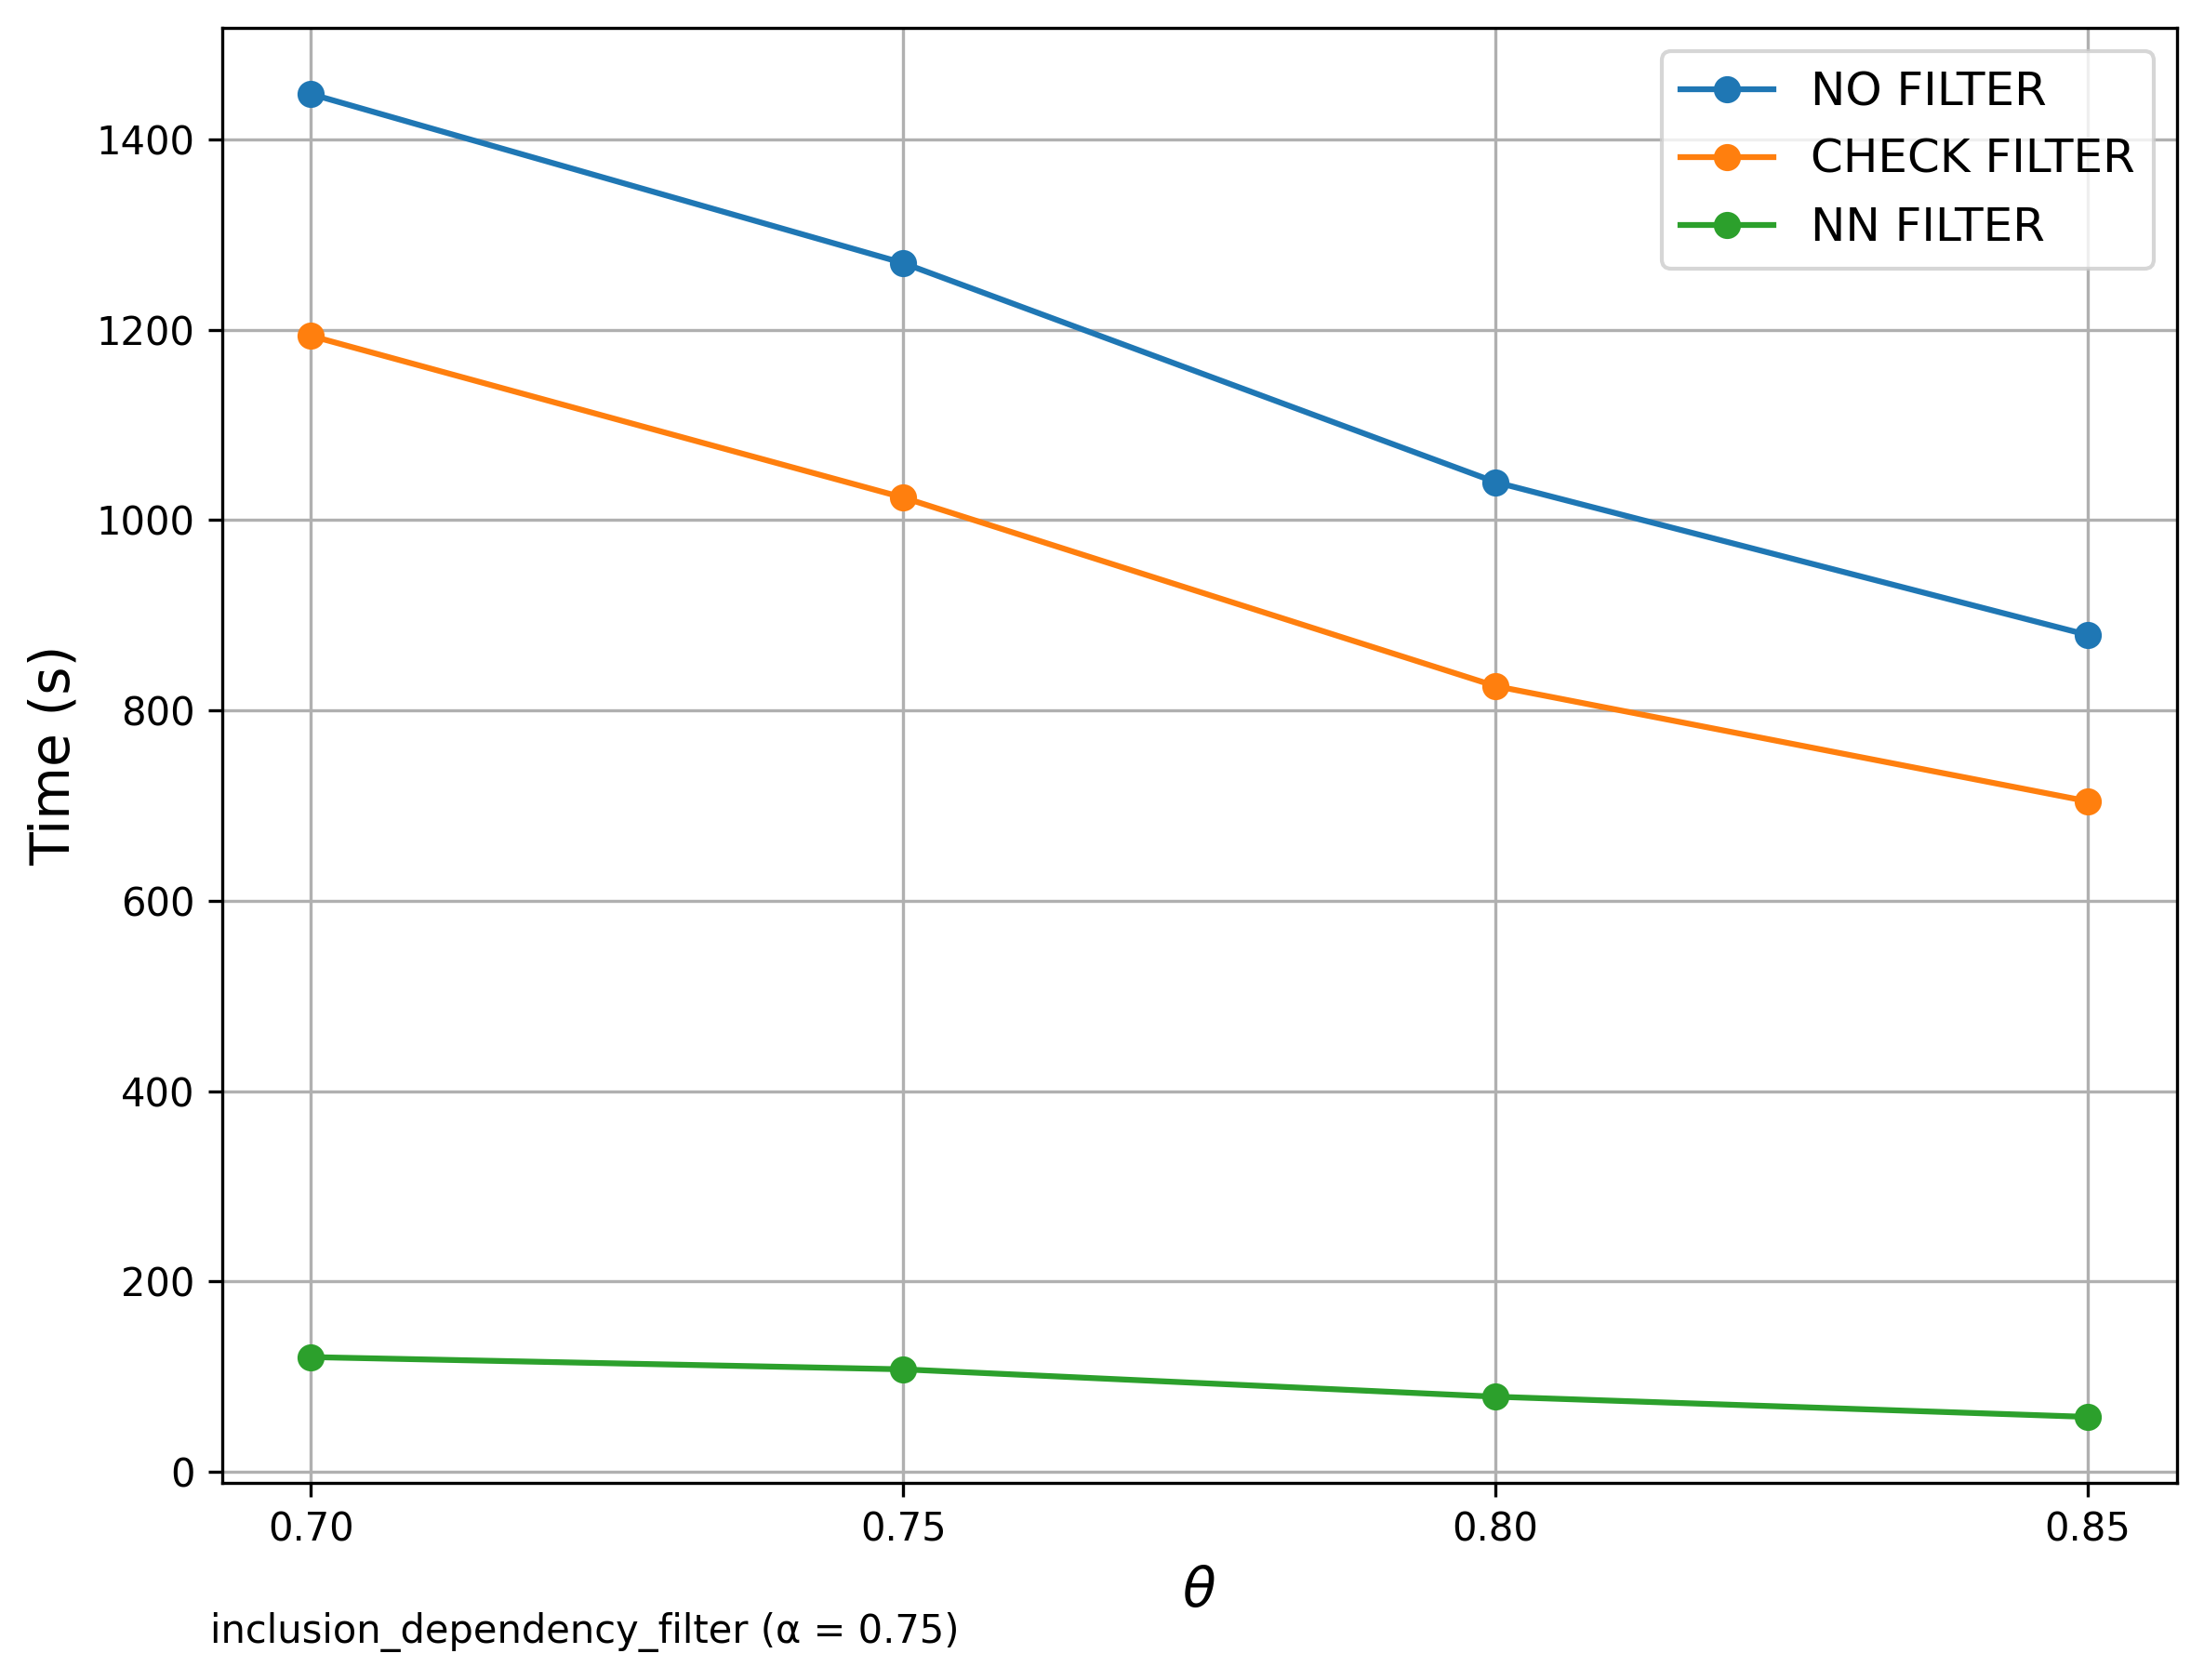 NO FILTER
CHECK FILTER
NN FILTER
Time (s)
1400
1200
1000
800
600
400
200
0
0.70 0.75 0.80 0.85
θ
inclusion_dependency_filter (α = 0.75)